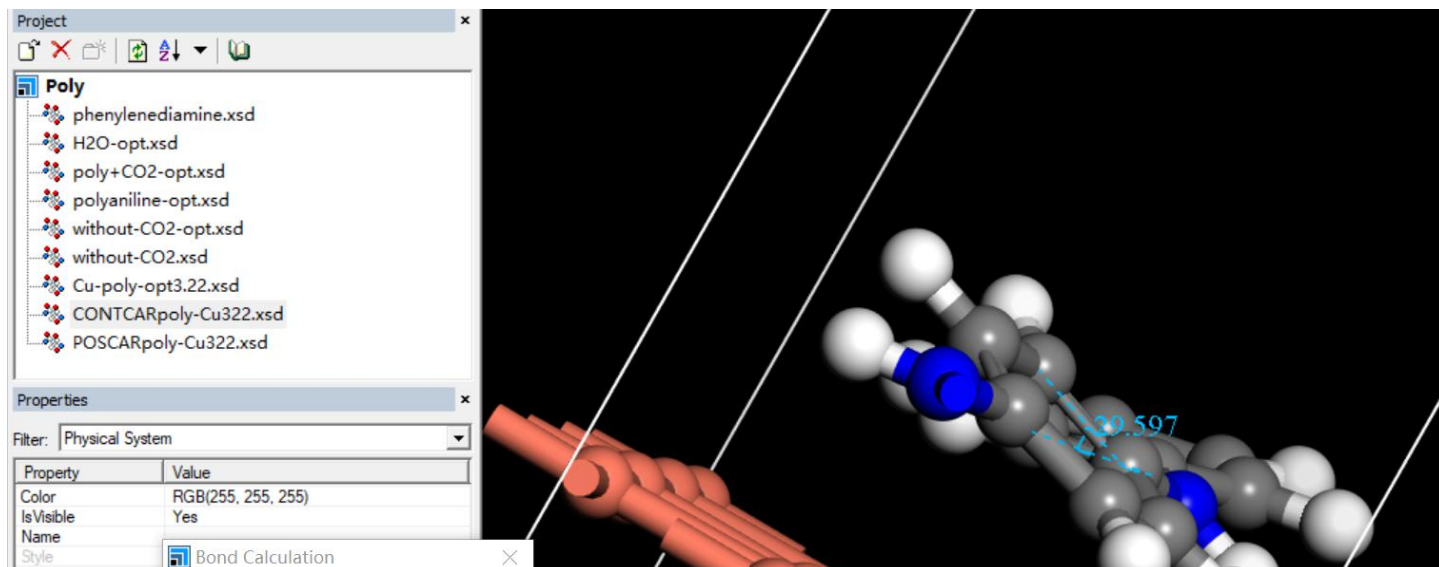 Project
Poly
phenylenediamine.xsd
H2O-opt.xsd
poly+CO2-opt.xsd
polyaniline-opt.xsd
without-CO2-opt.xsd
without-CO2.xsd
Cu-poly-opt3.22.xsd
CONTCARpoly-Cu322.xsd
POSCARpoly-Cu322.xsd
Properties
Filter: Physical System
Property Value
Color RGB(255, 255, 255)
IsVisible Yes
Name
Style
Bond Calculation
29.597